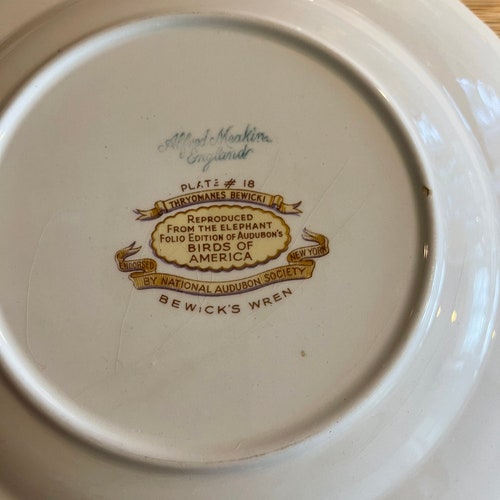 Alfred Meakin
England
PLATE # 18
THRYOMANES BEWICKI
REPRODUCED
FROM THE ELEPHANT
FOLIO EDITION OF AUDUBON'S
BIRDS OF
AMERICA
ENDORSED
NEW YORK
BY NATIONAL AUDUBON SOCIETY
BEWICK'S WREN